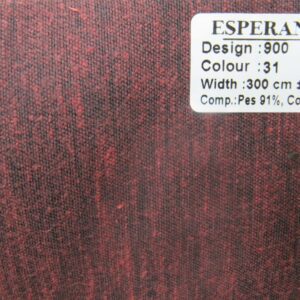 ESPERAN
Design :900
Colour :31
Width :300 cm ±
Comp.:Pes 91%, Co